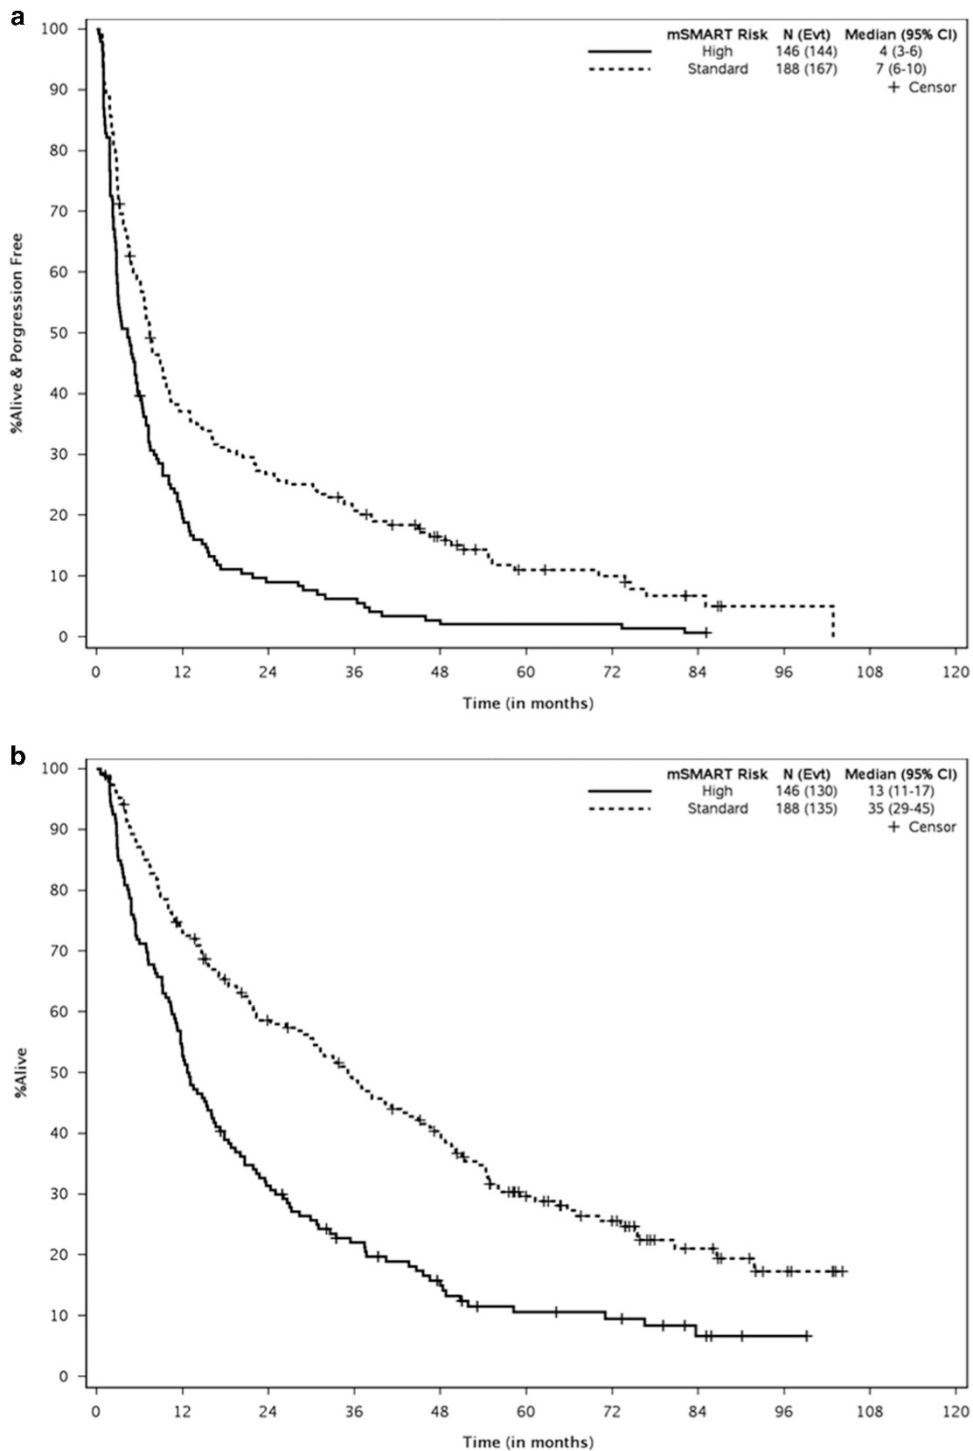 a
mSMART Risk N (Evt) Median (95% CI)
High 146 (144) 4 (3-6)
Standard 188 (167) 7 (6-10)
+ Censor
%Alive & Porgression Free
100
90
80
70
60
50
40
30
20
10
0
0 12 24 36 48 60 72 84 96 108 120
Time (in months)
b
mSMART Risk N (Evt) Median (95% CI)
High 146 (130) 13 (11-17)
Standard 188 (135) 35 (29-45)
+ Censor
%Alive
100
90
80
70
60
50
40
30
20
10
0
0 12 24 36 48 60 72 84 96 108 120
Time (in months)